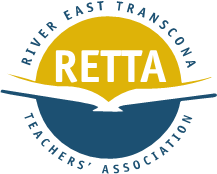 RIVER EAST TRANSCONA
RETTA
TEACHERS' ASSOCIATION